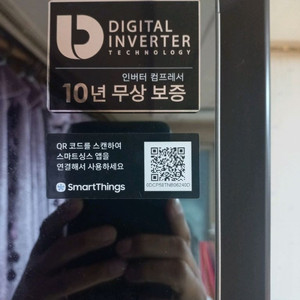 DIGITAL
INVERTER
TECHNOLOGY
인버터 컴프레서
10년 무상 보증
QR 코드를 스캔하여
스마트싱스 앱을
연결해서 사용하세요
SmartThings